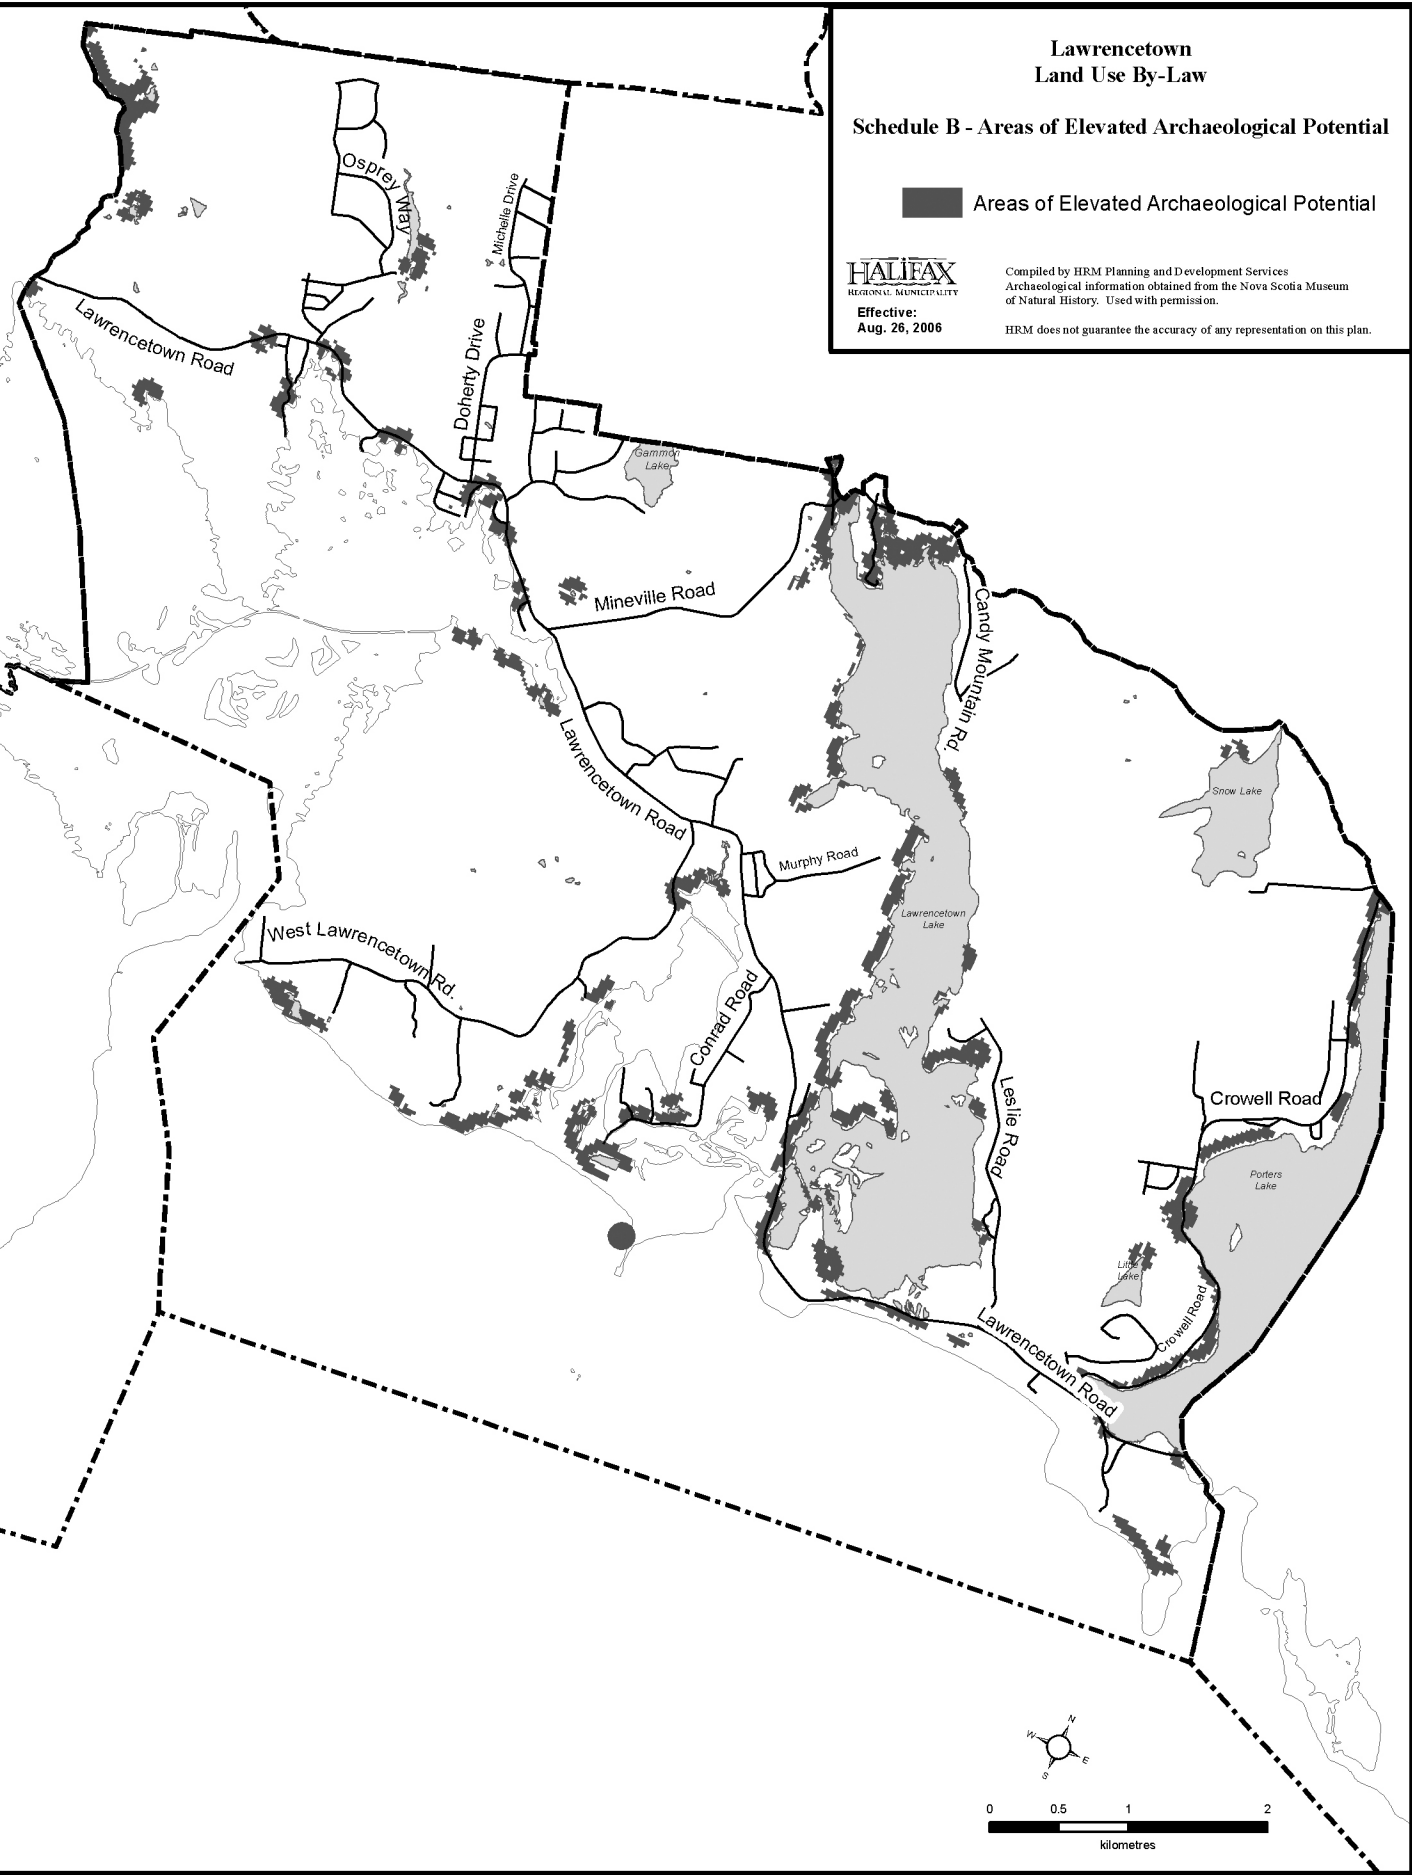 Lawrencetown
Land Use By-Law
Schedule B - Areas of Elevated Archaeological Potential
Areas of Elevated Archaeological Potential
HALIFAX
REGIONAL MUNICIPALITY
Effective:
Aug. 26, 2006
Compiled by HRM Planning and Development Services
Archaeological information obtained from the Nova Scotia Museum
of Natural History. Used with permission.
HRM does not guarantee the accuracy of any representation on this plan.
Osprey Way
Michelle Drive
Lawrencetown Road
Doherty Drive
Gammon
Lake
Mineville Road
Candy Mountain Rd.
Lawrencetown Road
Snow Lake
Murphy Road
Lawrencetown
Lake
West Lawrencetown Rd.
Conrad Road
Leslie Road
Crowell Road
Porters
Lake
Little
Lake
Crowell Road
Lawrencetown Road
N
W
E
S
0
0.5
1
2
kilometres